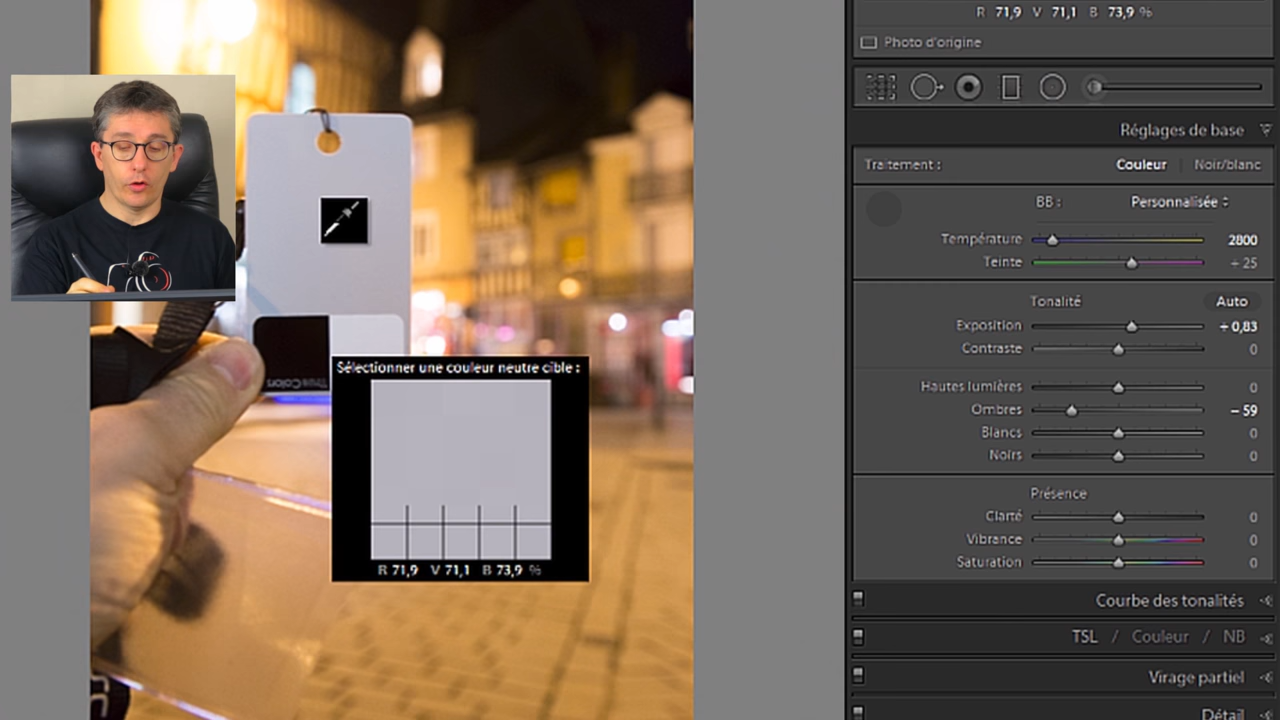 R 71,9 V 71,1 B 73,9 %
Photo d'origine
Réglages de base
Traitement : Couleur Noir/blanc
BB : Personnalisée
Température 2800
Teinte + 25
Tonalité Auto
Exposition + 0,83
Contraste 0
Hautes lumières 0
Ombres – 59
Blancs 0
Noirs 0
Présence
Clarté 0
Vibrance 0
Saturation 0
Courbe des tonalités
TSL / Couleur / NB
Virage partiel
Détail
TrueColors
Sélectionner une couleur neutre cible :
R 71,9 V 71,1 B 73,9 %